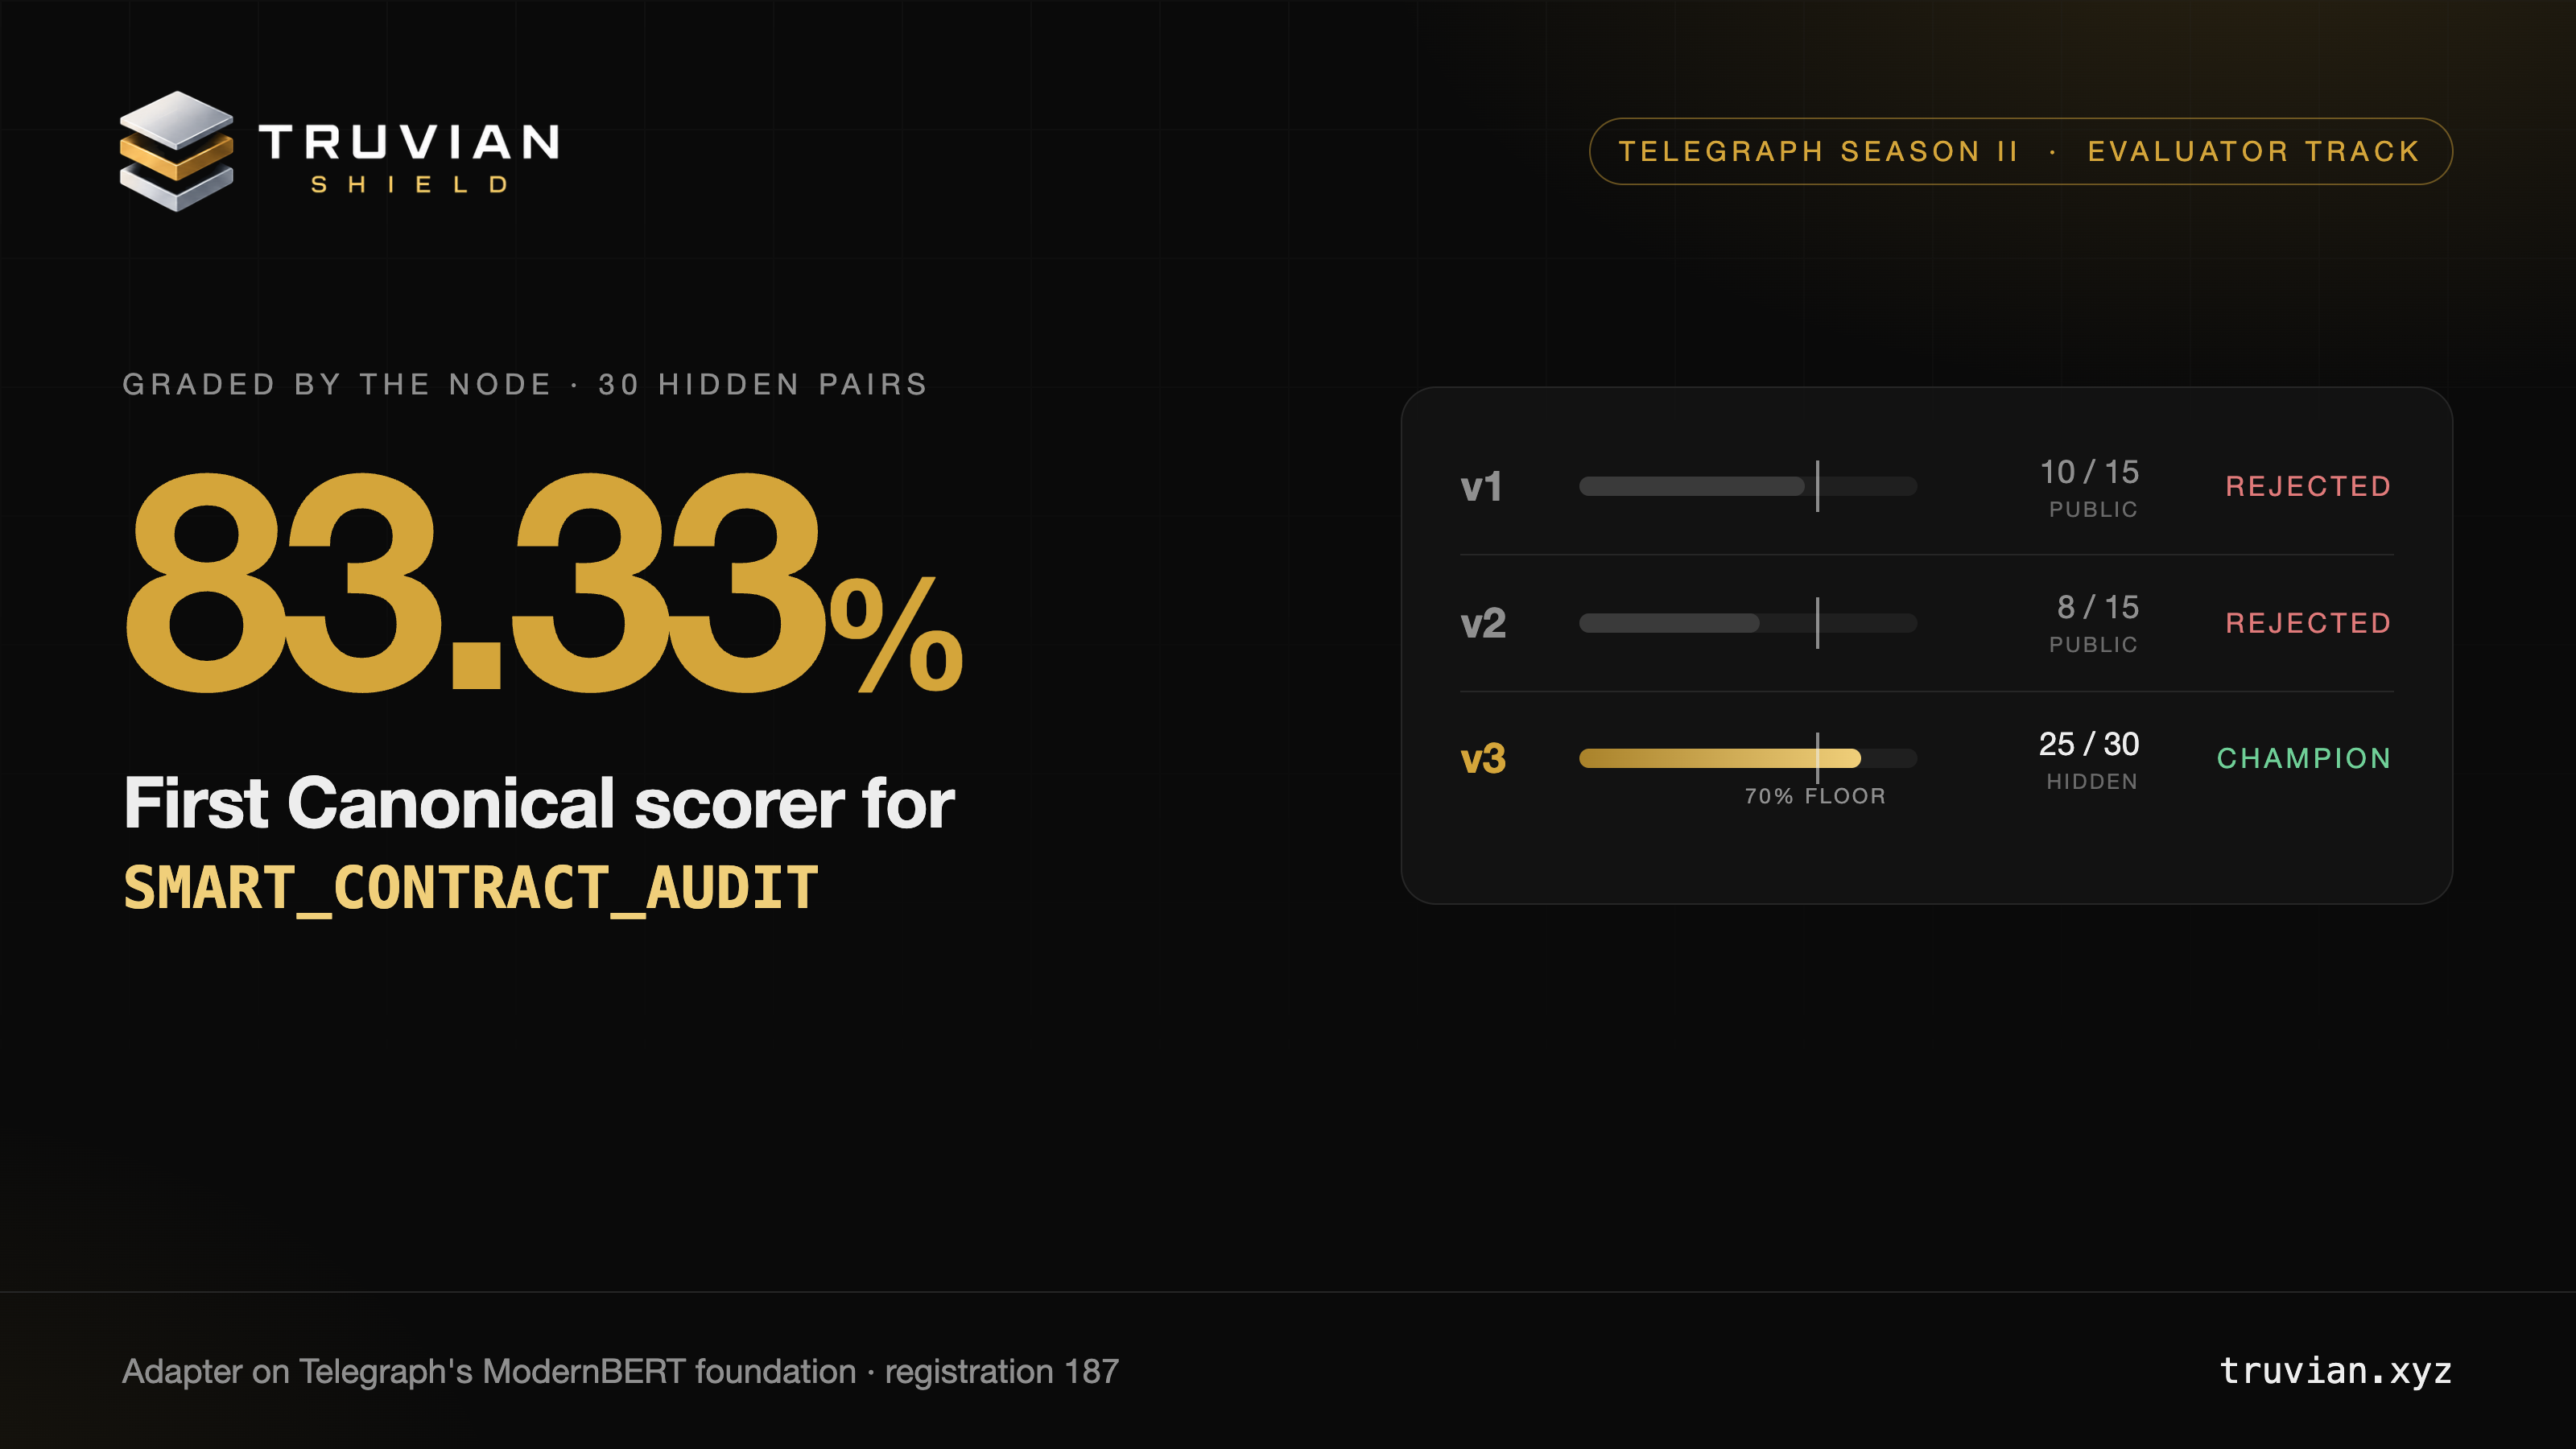 TRUVIAN
SHIELD
TELEGRAPH SEASON II · EVALUATOR TRACK
GRADED BY THE NODE · 30 HIDDEN PAIRS
83.33%
First Canonical scorer for
SMART_CONTRACT_AUDIT
v1 10 / 15 REJECTED
PUBLIC
v2 8 / 15 REJECTED
PUBLIC
v3 25 / 30 CHAMPION
HIDDEN
70% FLOOR
Adapter on Telegraph's ModernBERT foundation · registration 187
truvian.xyz